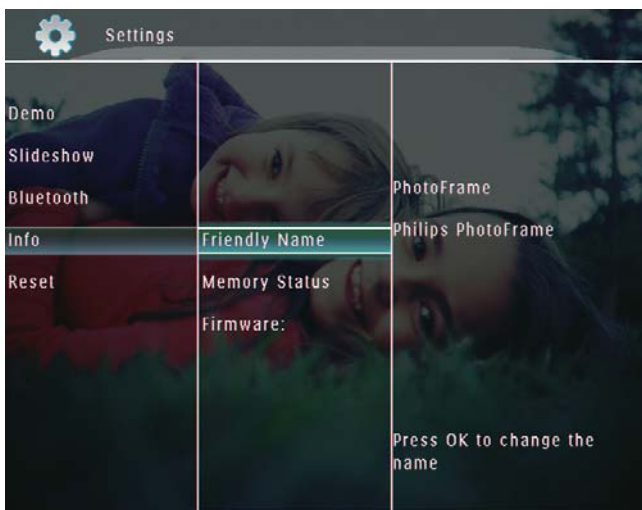 Settings
Demo
Slideshow
Bluetooth
Info
Reset
Friendly Name
Memory Status
Firmware:
PhotoFrame
Philips PhotoFrame
Press OK to change the
name